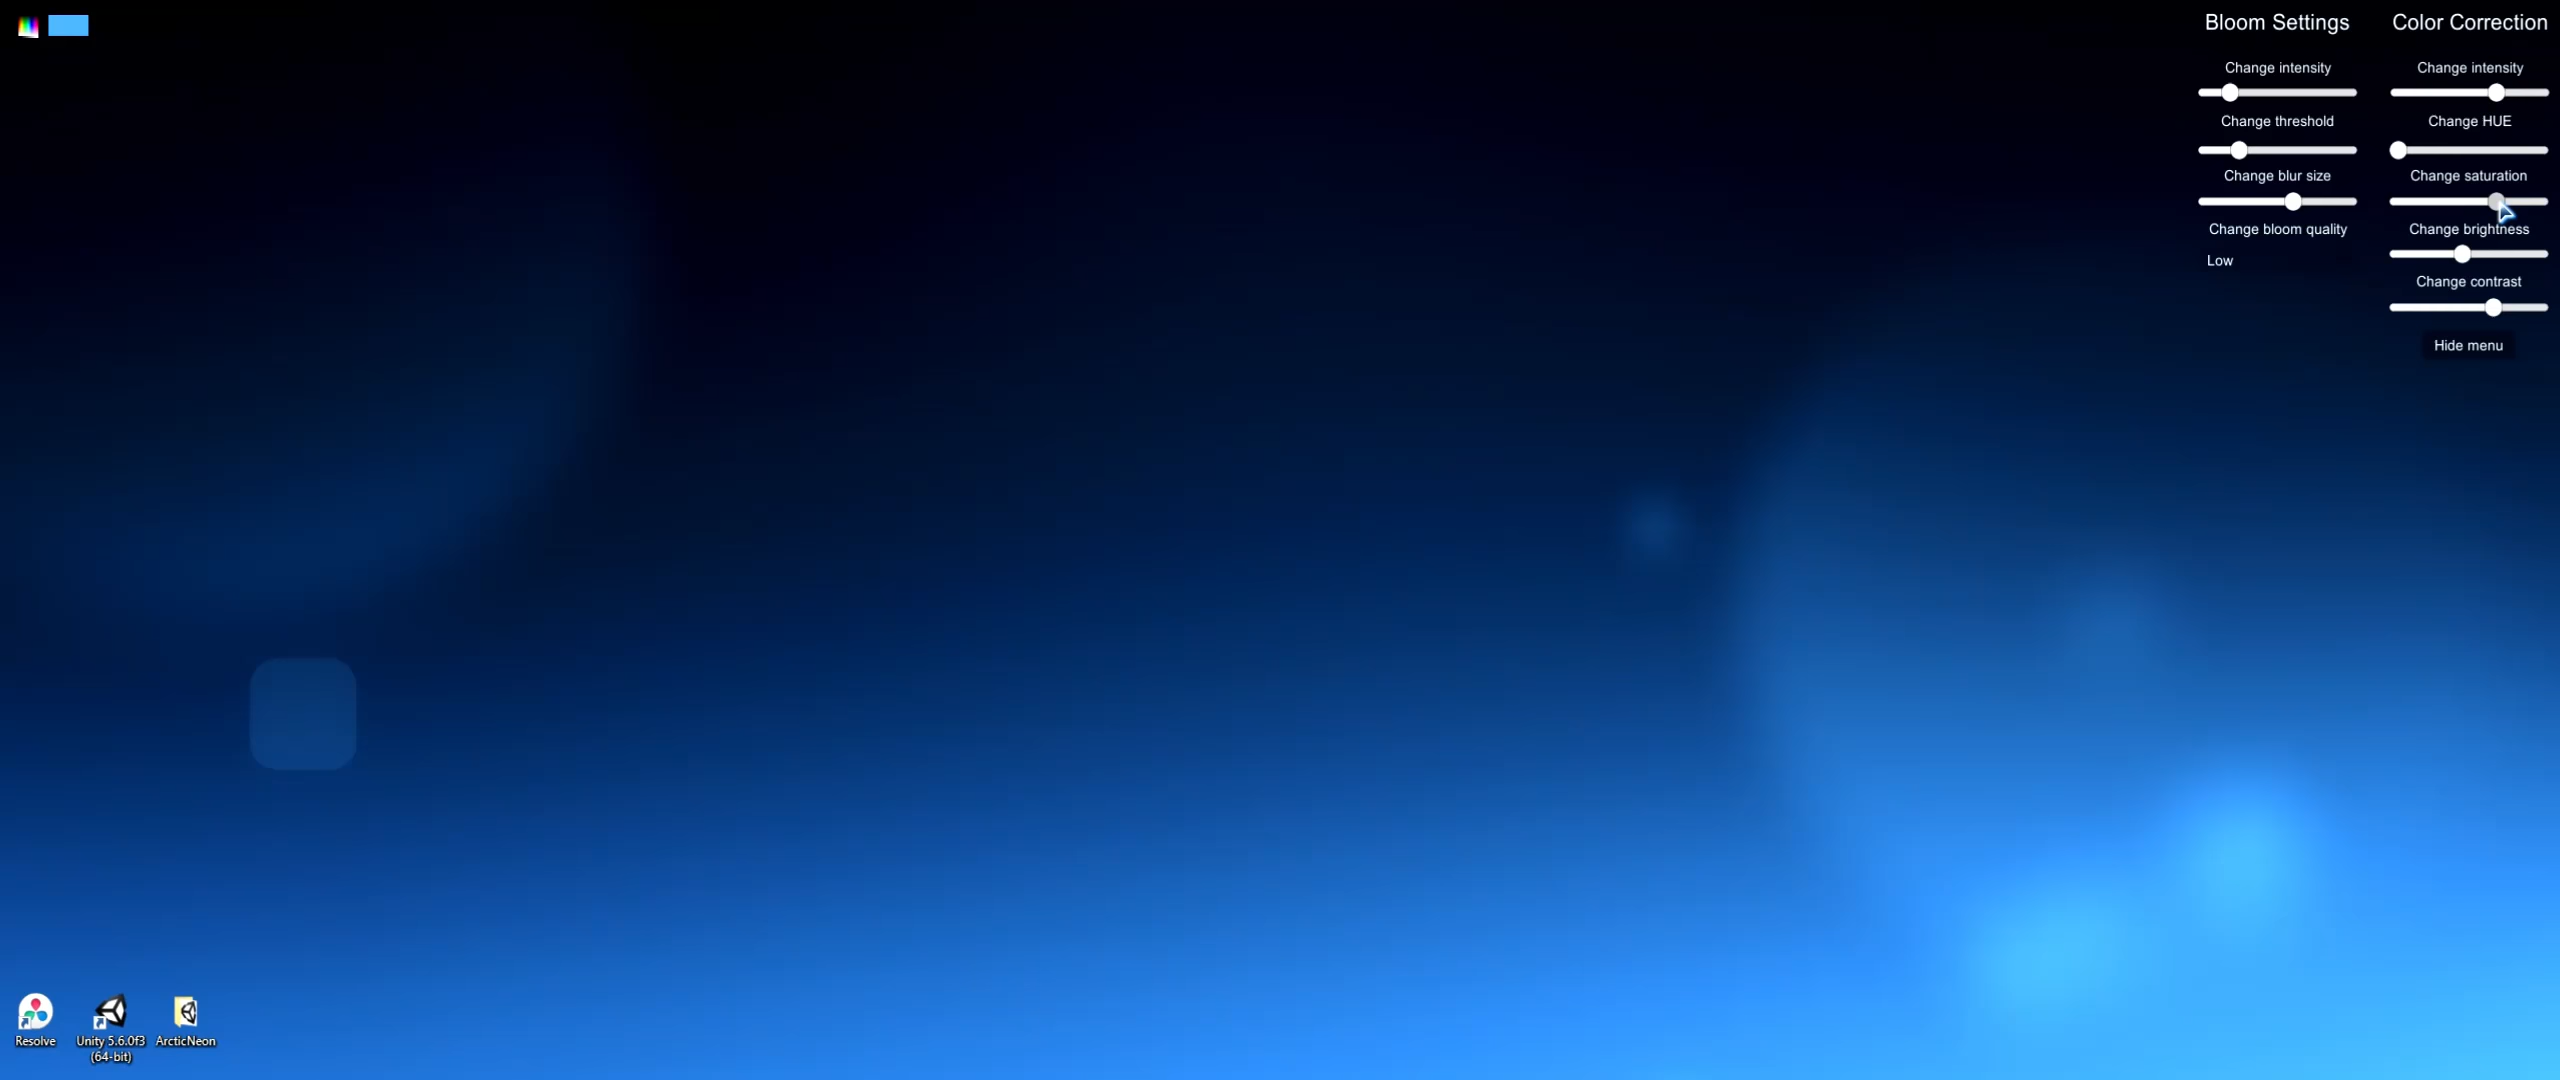 Bloom Settings
Change intensity
Change threshold
Change blur size
Change bloom quality
Low
Color Correction
Change intensity
Change HUE
Change saturation
Change brightness
Change contrast
Hide menu
Resolve
Unity 5.6.0f3
(64-bit)
ArcticNeon